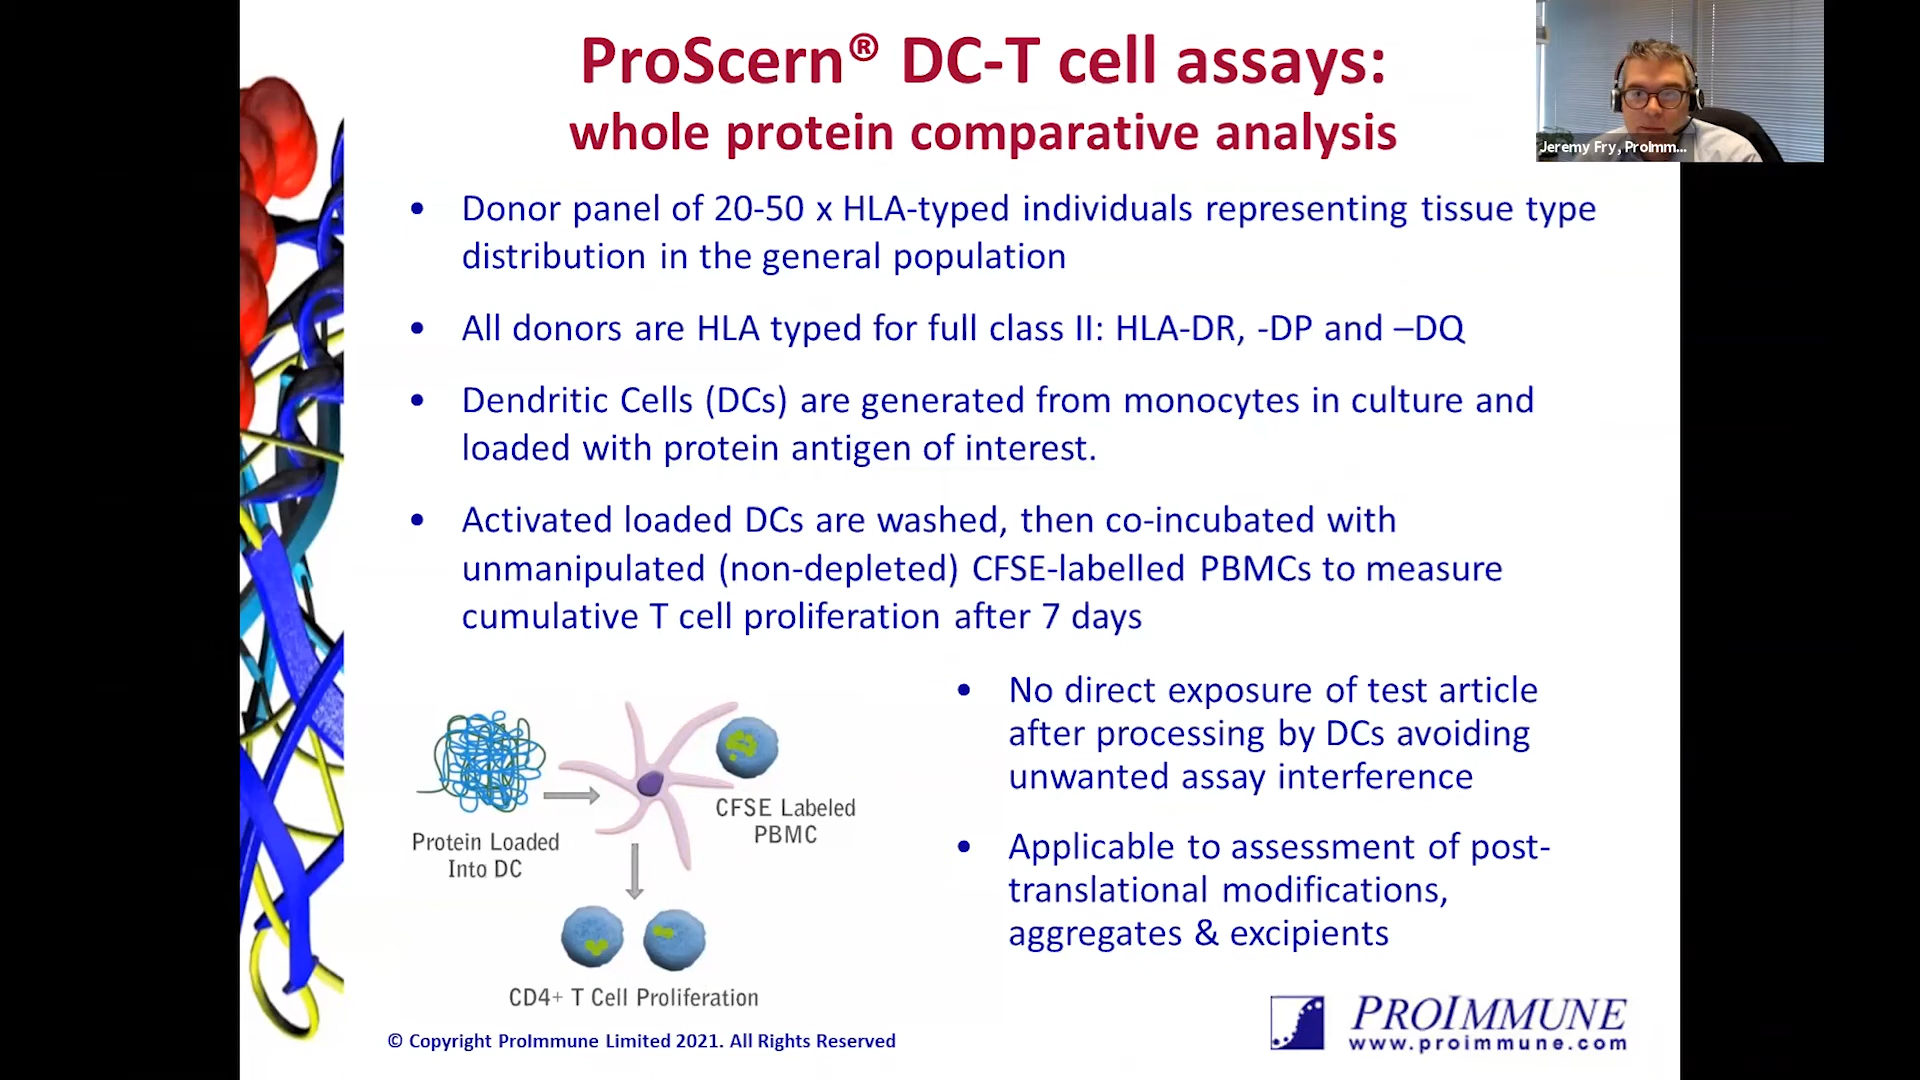 ProScern® DC-T cell assays:
whole protein comparative analysis
Jeremy Fry, ProImm...
• Donor panel of 20-50 x HLA-typed individuals representing tissue type
distribution in the general population
• All donors are HLA typed for full class II: HLA-DR, -DP and –DQ
• Dendritic Cells (DCs) are generated from monocytes in culture and
loaded with protein antigen of interest.
• Activated loaded DCs are washed, then co-incubated with
unmanipulated (non-depleted) CFSE-labelled PBMCs to measure
cumulative T cell proliferation after 7 days
Protein Loaded
Into DC
CFSE Labeled
PBMC
CD4+ T Cell Proliferation
• No direct exposure of test article
after processing by DCs avoiding
unwanted assay interference
• Applicable to assessment of post-
translational modifications,
aggregates & excipients
© Copyright ProImmune Limited 2021. All Rights Reserved
PROIMMUNE
www.proimmune.com